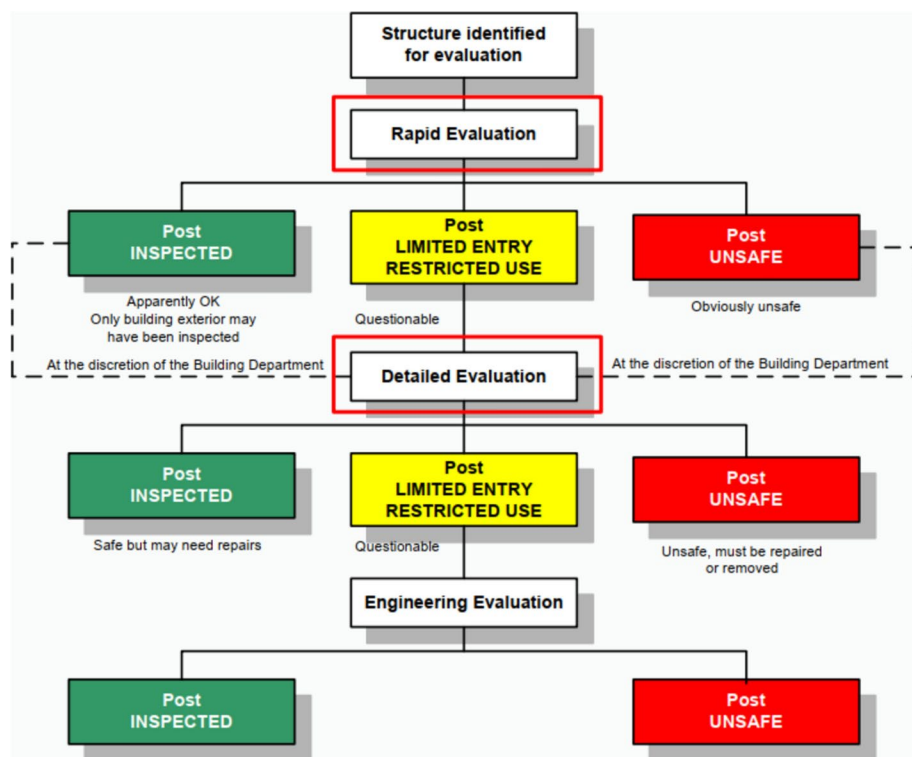 Structure identified
for evaluation
Rapid Evaluation
Post
INSPECTED
Post
LIMITED ENTRY
RESTRICTED USE
Post
UNSAFE
Apparently OK
Only building exterior may
have been inspected
Questionable
Obviously unsafe
At the discretion of the Building Department
Detailed Evaluation
At the discretion of the Building Department
Post
INSPECTED
Post
LIMITED ENTRY
RESTRICTED USE
Post
UNSAFE
Safe but may need repairs
Questionable
Unsafe, must be repaired
or removed
Engineering Evaluation
Post
INSPECTED
Post
UNSAFE